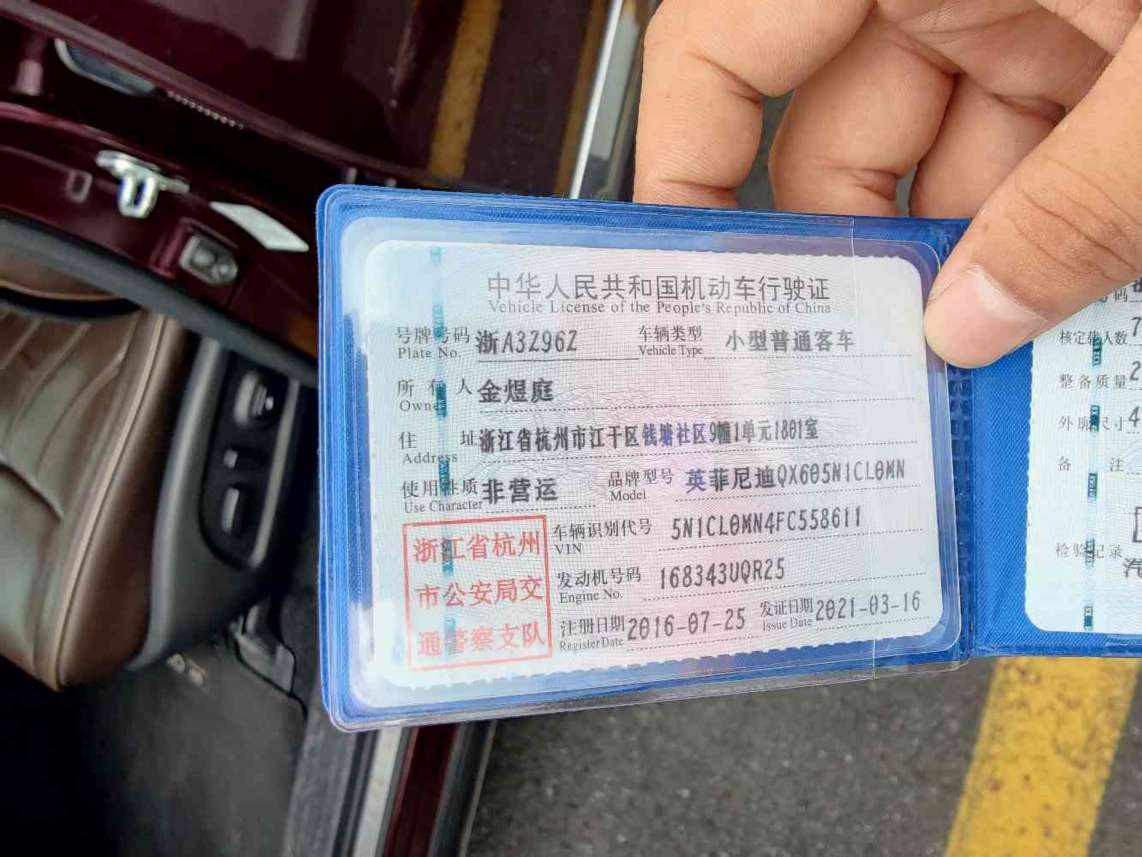 中华人民共和国机动车行驶证
Vehicle License of the People's Republic of China
号牌号码 浙A3Z96Z 车辆类型 小型普通客车
Plate No. Vehicle Type
所有人 金煜庭
Owner
住址 浙江省杭州市江干区钱塘社区9幢1单元1801室
Address
使用性质 非营运 品牌型号 英菲尼迪QX605N1CL0MN
Use Character Model
浙江省杭州
市公安局交
通警察支队
车辆识别代号 5N1CL0MN4FC558611
VIN
发动机号码 168343UQR25
Engine No.
注册日期 2016-07-25 发证日期 2021-03-16
Register Date Issue Date
核定载人数
整备质量 2
外廓尺寸 4
备注
检验记录
汽